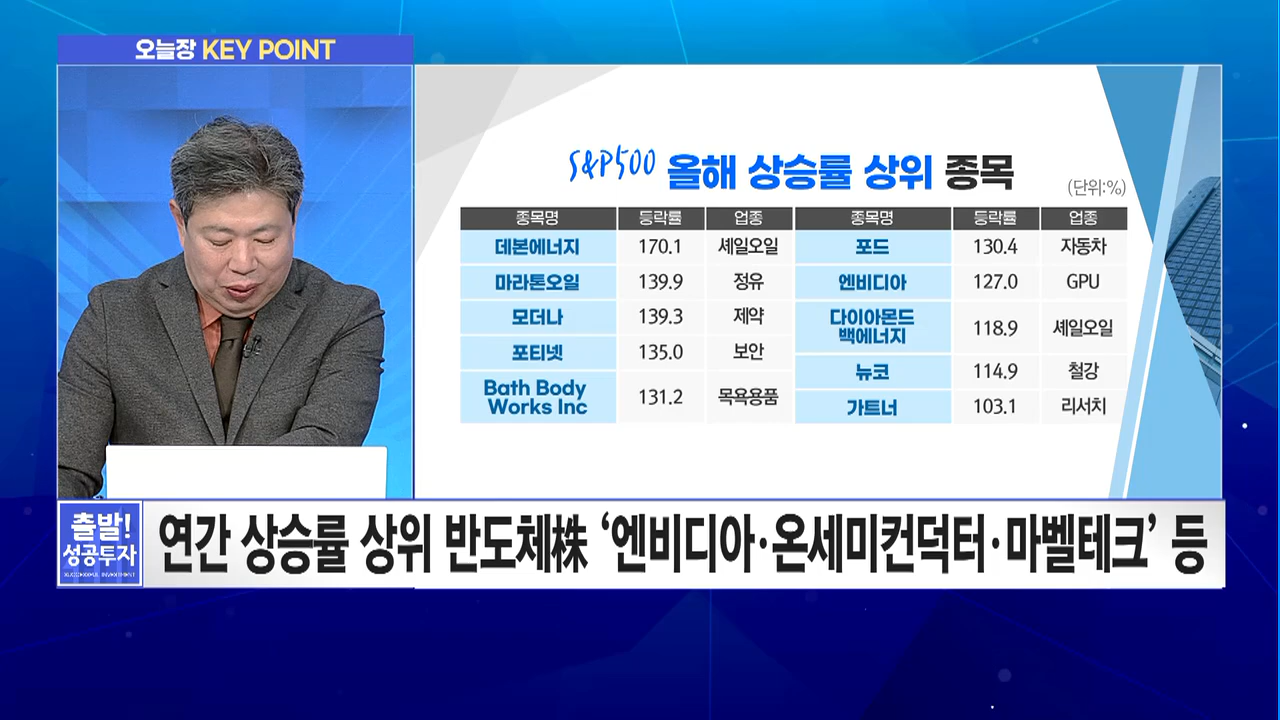 오늘장 KEY POINT
S&P500 올해 상승률 상위 종목
(단위:%)
종목명 등락률 업종 종목명 등락률 업종
데본에너지 170.1 셰일오일 포드 130.4 자동차
마라톤오일 139.9 정유 엔비디아 127.0 GPU
모더나 139.3 제약 다이아몬드 백에너지 118.9 셰일오일
포티넷 135.0 보안 뉴코 114.9 철강
Bath Body Works Inc 131.2 목욕용품 가트너 103.1 리서치
출발!
성공투자
SUCCESSFUL INVESTMENT
연간 상승률 상위 반도체株 ‘엔비디아·온세미컨덕터·마벨테크’ 등